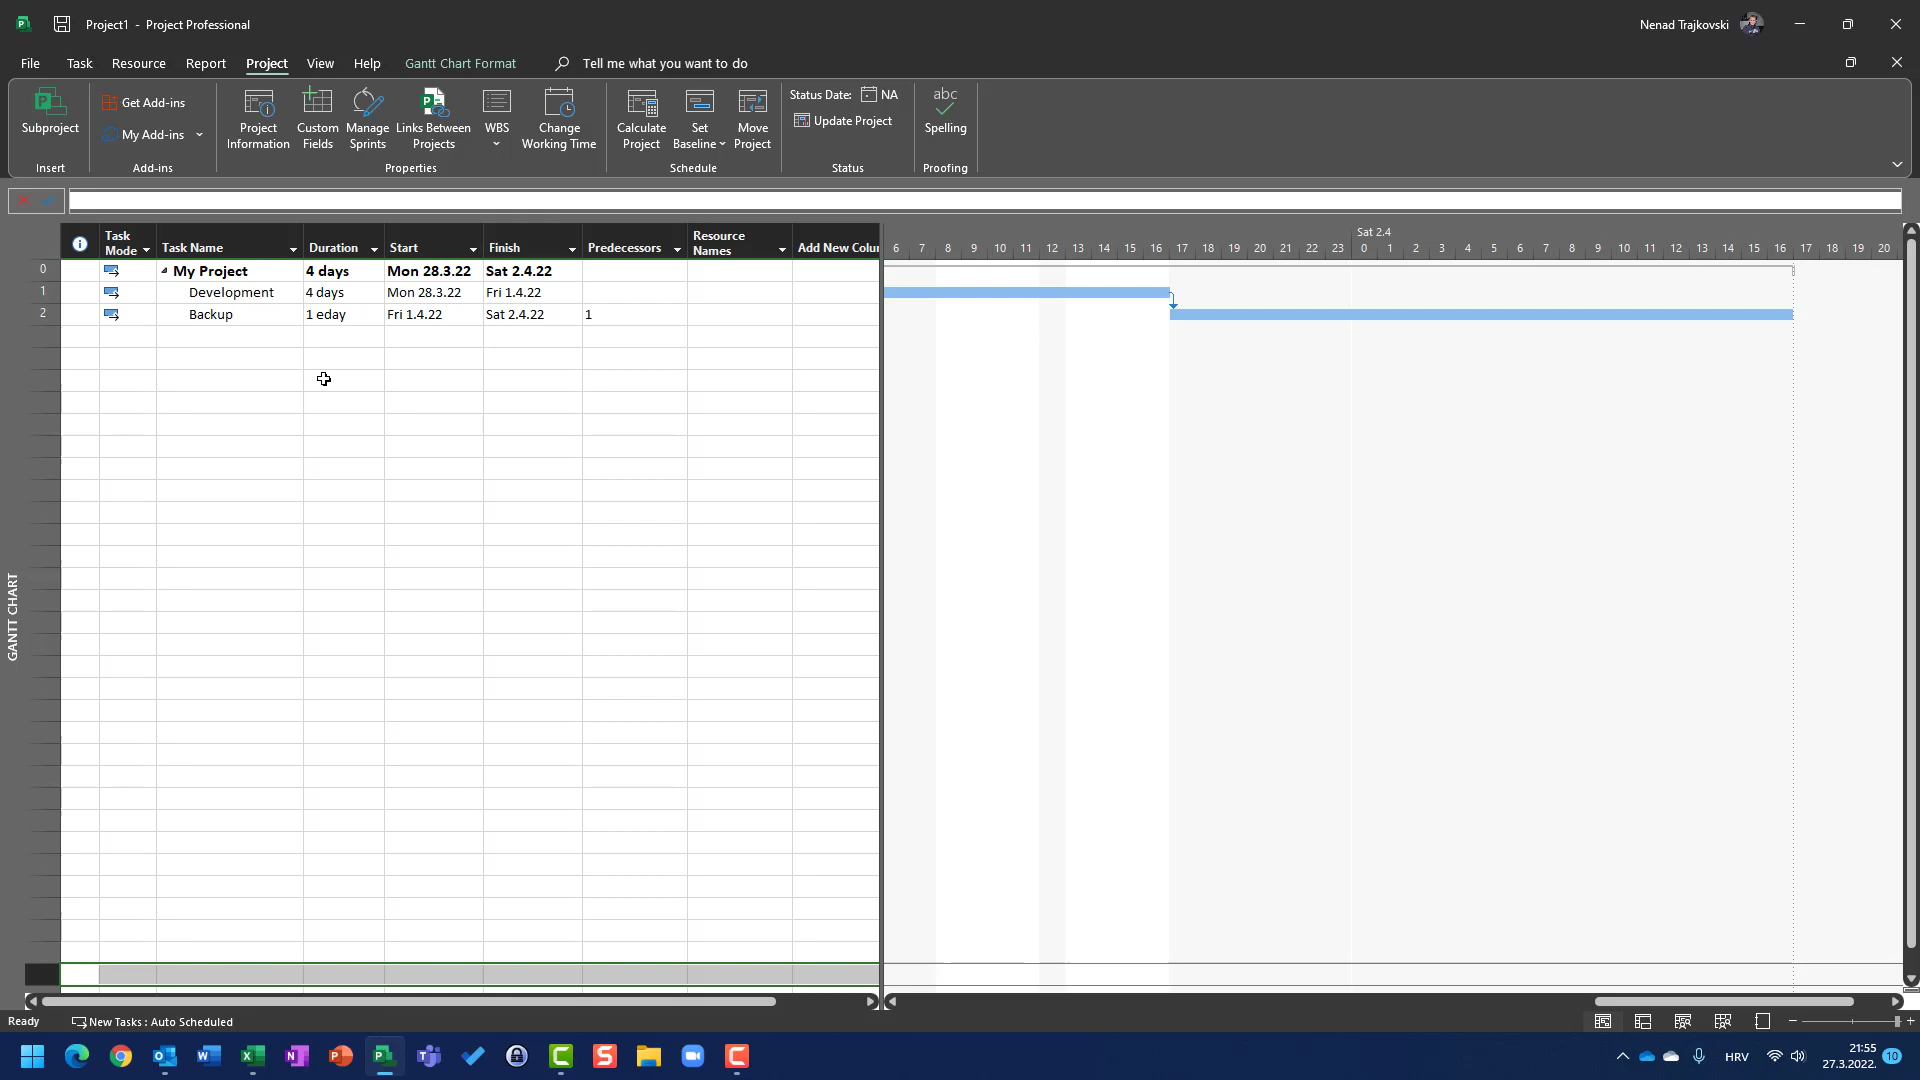 Project1 - Project Professional
Nenad Trajkovski
File Task Resource Report Project View Help Gantt Chart Format Tell me what you want to do
Subproject
Insert
Get Add-ins
My Add-ins
Add-ins
Project Information
Custom Fields
Manage Sprints
Links Between Projects
WBS
Change Working Time
Properties
Calculate Project
Set Baseline
Move Project
Schedule
Status Date: NA
Update Project
Status
abc
Spelling
Proofing
Task Mode Task Name Duration Start Finish Predecessors Resource Names Add New Colu
0 My Project 4 days Mon 28.3.22 Sat 2.4.22
1 Development 4 days Mon 28.3.22 Fri 1.4.22
2 Backup 1 eday Fri 1.4.22 Sat 2.4.22 1
Sat 2.4
6 7 8 9 10 11 12 13 14 15 16 17 18 19 20 21 22 23 0 1 2 3 4 5 6 7 8 9 10 11 12 13 14 15 16 17 18 19 20
GANTT CHART
Ready New Tasks : Auto Scheduled
HRV
21:55
27.3.2022.
10